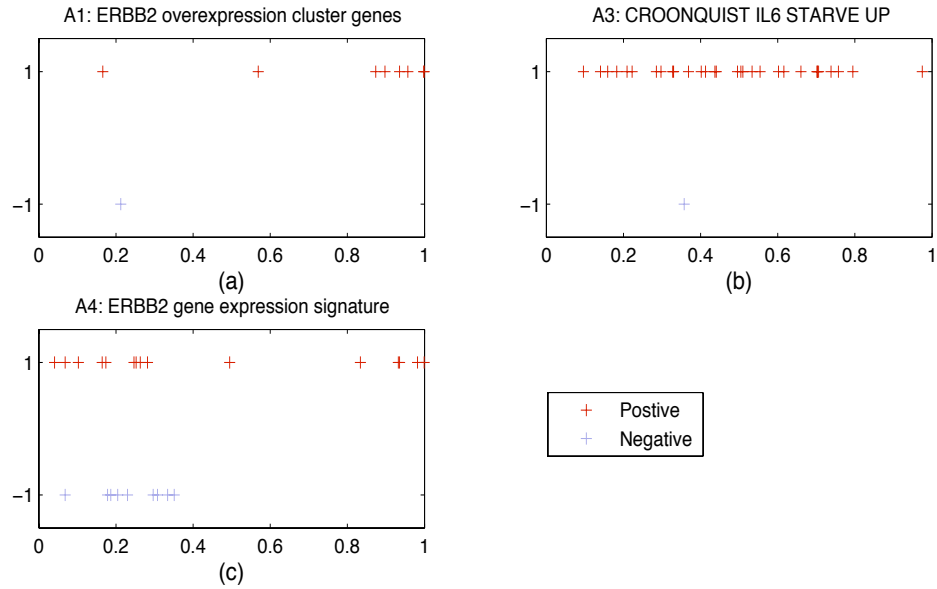 A1: ERBB2 overexpression cluster genes
1
−1
0 0.2 0.4 0.6 0.8 1
(a)
A3: CROONQUIST IL6 STARVE UP
1
−1
0 0.2 0.4 0.6 0.8 1
(b)
A4: ERBB2 gene expression signature
1
−1
0 0.2 0.4 0.6 0.8 1
(c)
Postive
Negative